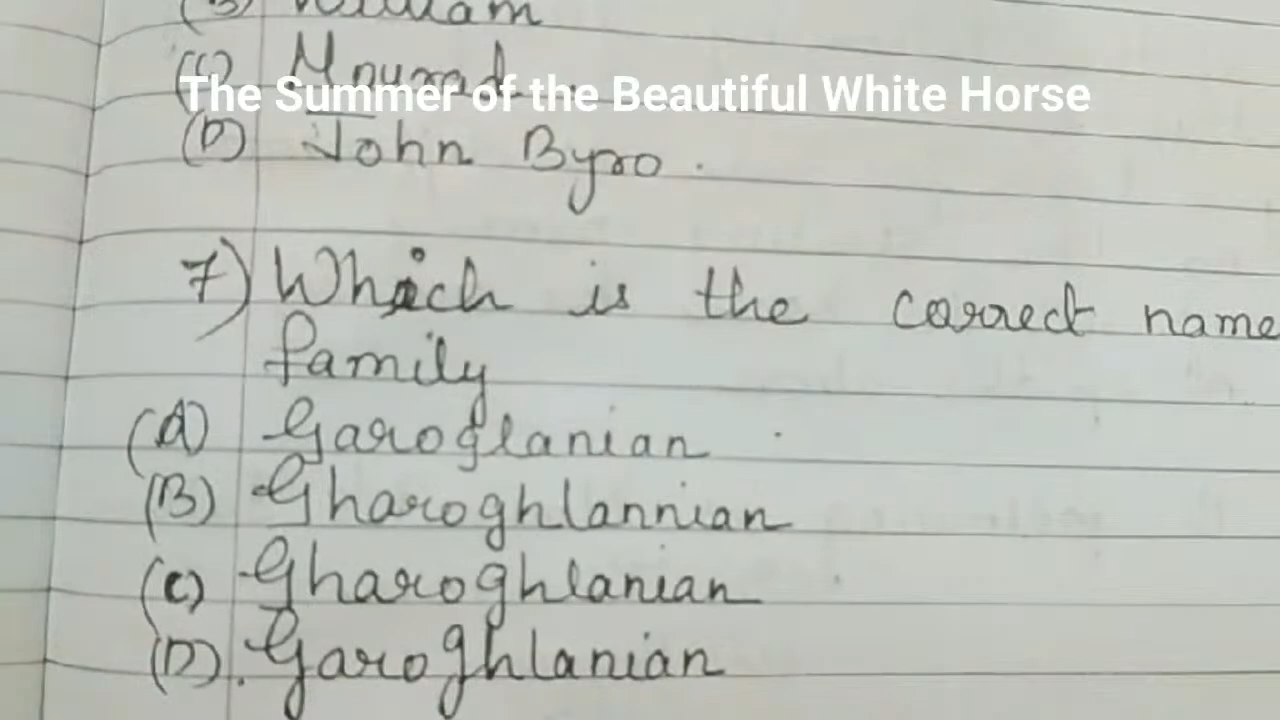 (C) Mourad
The Summer of the Beautiful White Horse
(D) John Byro.
7) Which is the correct name
family
(A) Garoglanian
(B) Gharoghlannian
(C) Gharoghlanian
(D). Garoghlanian